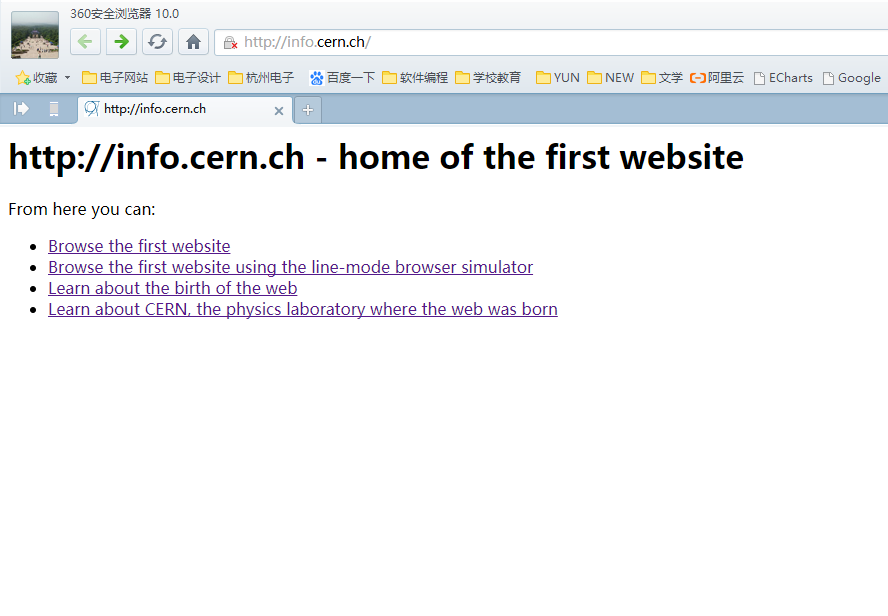 360安全浏览器 10.0
http://info.cern.ch/
收藏 电子网站 电子设计 杭州电子 百度一下 软件编程 学校教育 YUN NEW 文学 阿里云 ECharts Google
http://info.cern.ch
http://info.cern.ch - home of the first website
From here you can:
Browse the first website
Browse the first website using the line-mode browser simulator
Learn about the birth of the web
Learn about CERN, the physics laboratory where the web was born